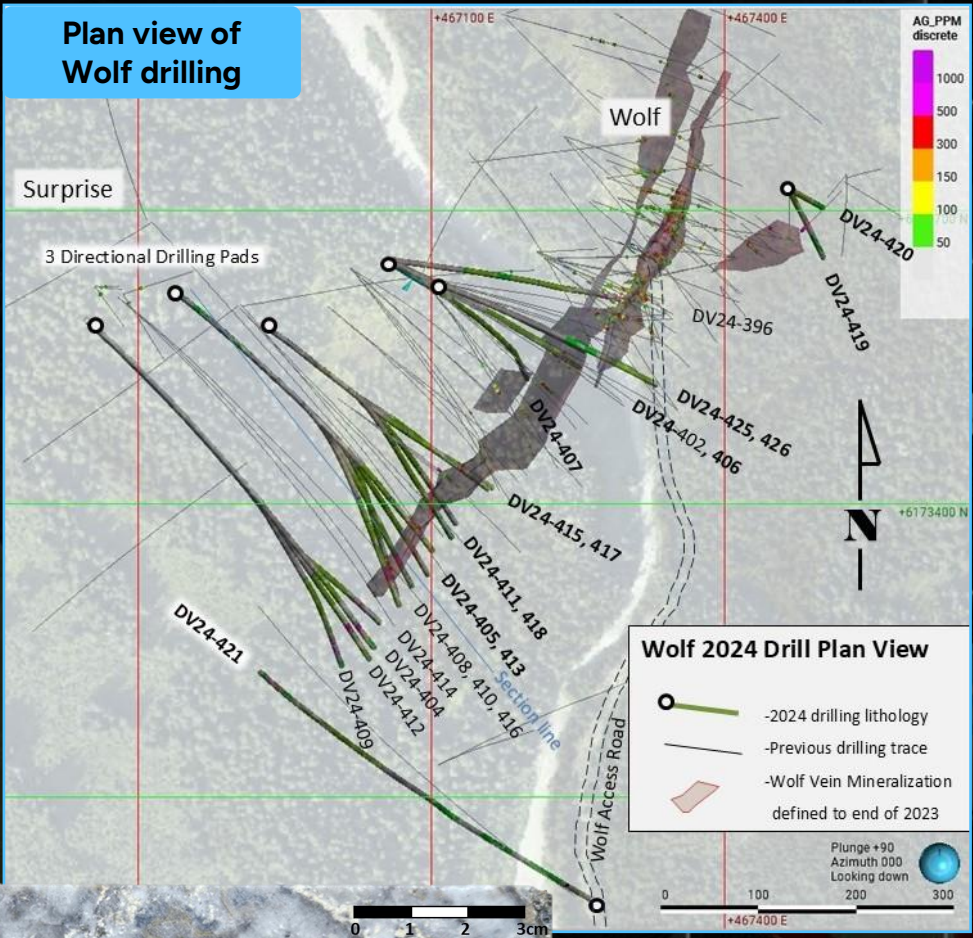 Plan view of
Wolf drilling
+467100 E
+467400 E
AG_PPM
discrete
1000
500
300
150
100
50
Wolf
Surprise
3 Directional Drilling Pads
DV24-420
DV24-419
DV24-396
DV24-425, 426
DV24-402, 406
DV24-407
DV24-415, 417
DV24-411, 418
DV24-405, 413
DV24-408, 410, 416
DV24-414
DV24-404
DV24-412
DV24-409
DV24-421
Section line
+6173400 N
N
Wolf Access Road
Wolf 2024 Drill Plan View
-2024 drilling lithology
-Previous drilling trace
-Wolf Vein Mineralization
defined to end of 2023
Plunge +90
Azimuth 000
Looking down
0 100 200 300
+467400 E
0 1 2 3cm